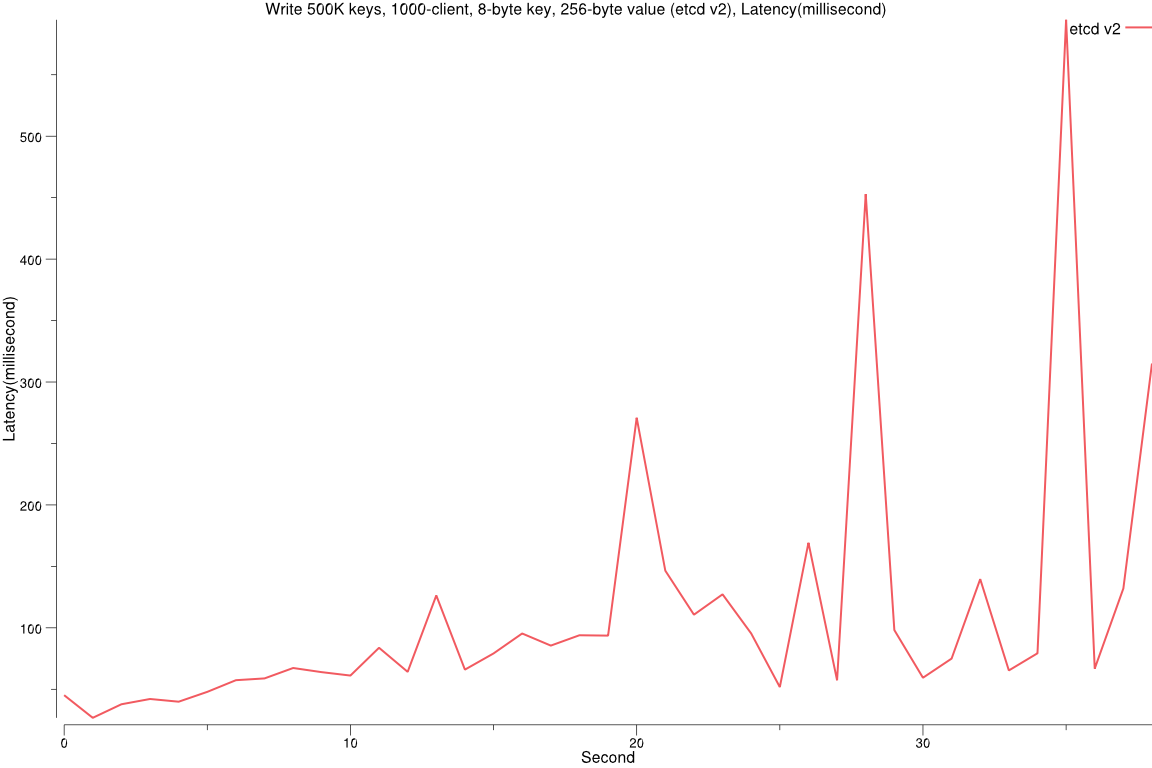 Write 500K keys, 1000-client, 8-byte key, 256-byte value (etcd v2), Latency(millisecond)
etcd v2
500
400
300
200
100
Latency(millisecond)
0
10
20
30
Second